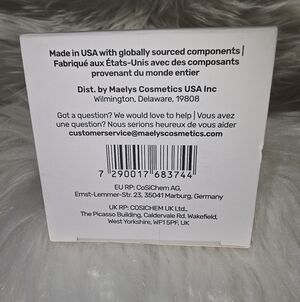 Made in USA with globally sourced components |
Fabriqué aux États-Unis avec des composants
provenant du monde entier
Dist. by Maelys Cosmetics USA Inc
Wilmington, Delaware, 19808
Got a question? We would love to help | Vous avez
une question? Nous serions heureux de vous aider
customerservice@maelyscosmetics.com
7 290017 683744
EU RP: CoSiChem AG,
Ernst-Lemmer-Str. 23, 35041 Marburg, Germany
UK RP: COSICHEM UK Ltd.,
The Picasso Building, Caldervale Rd, Wakefield,
West Yorkshire, WF1 5PF, UK